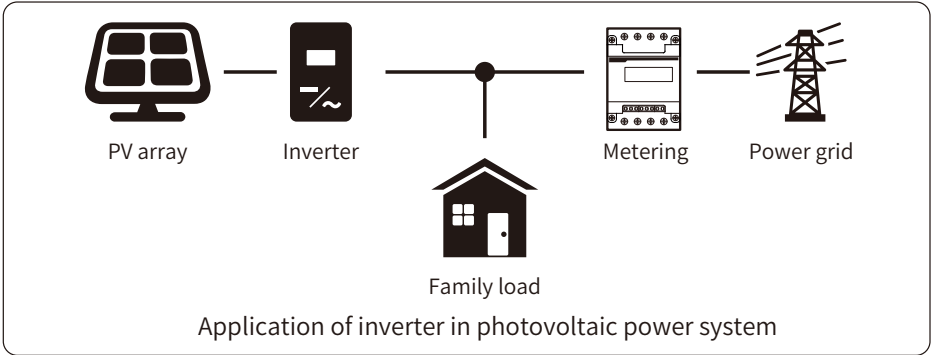 PV array
Inverter
Metering
Power grid
Family load
Application of inverter in photovoltaic power system